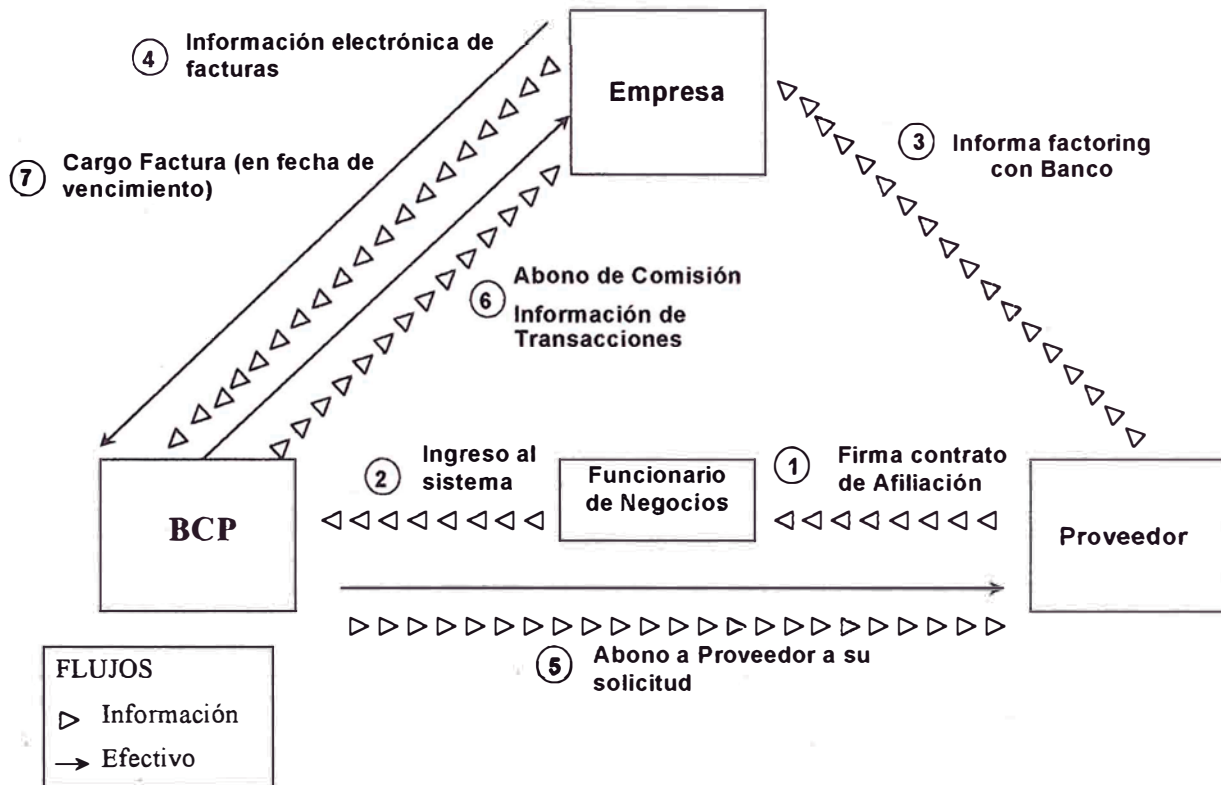 4 Información electrónica de
facturas
Empresa
3 Informa factoring
con Banco
7 Cargo Factura (en fecha de
vencimiento)
6 Abono de Comisión
Información de
Transacciones
2 Ingreso al
sistema
Funcionario
de Negocios
1 Firma contrato
de Afiliación
BCP
Proveedor
5 Abono a Proveedor a su
solicitud
FLUJOS
Información
Efectivo